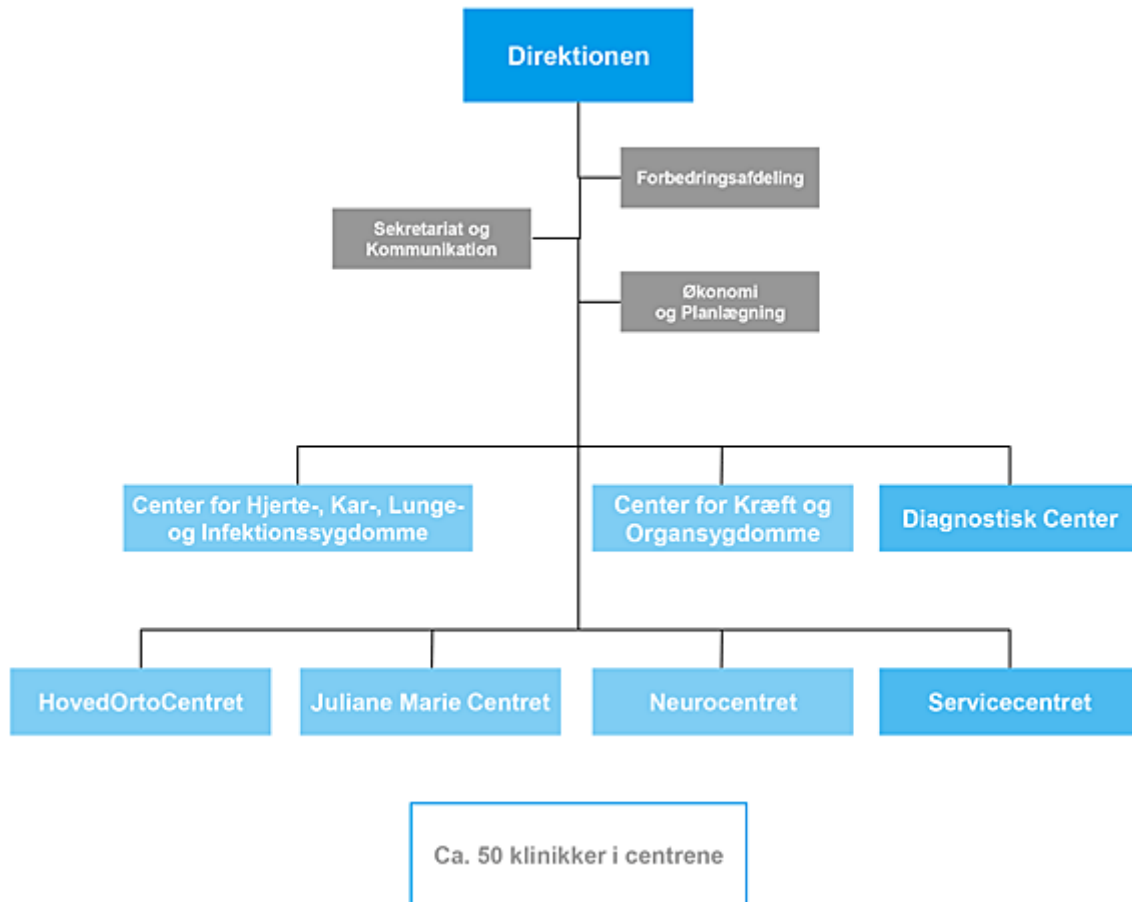 Direktionen
Forbedringsafdeling
Sekretariat og
Kommunikation
Økonomi
og Planlægning
Center for Hjerte-, Kar-, Lunge-
og Infektionssygdomme
Center for Kræft og
Organsygdomme
Diagnostisk Center
HovedOrtoCentret
Juliane Marie Centret
Neurocentret
Servicecentret
Ca. 50 klinikker i centrene